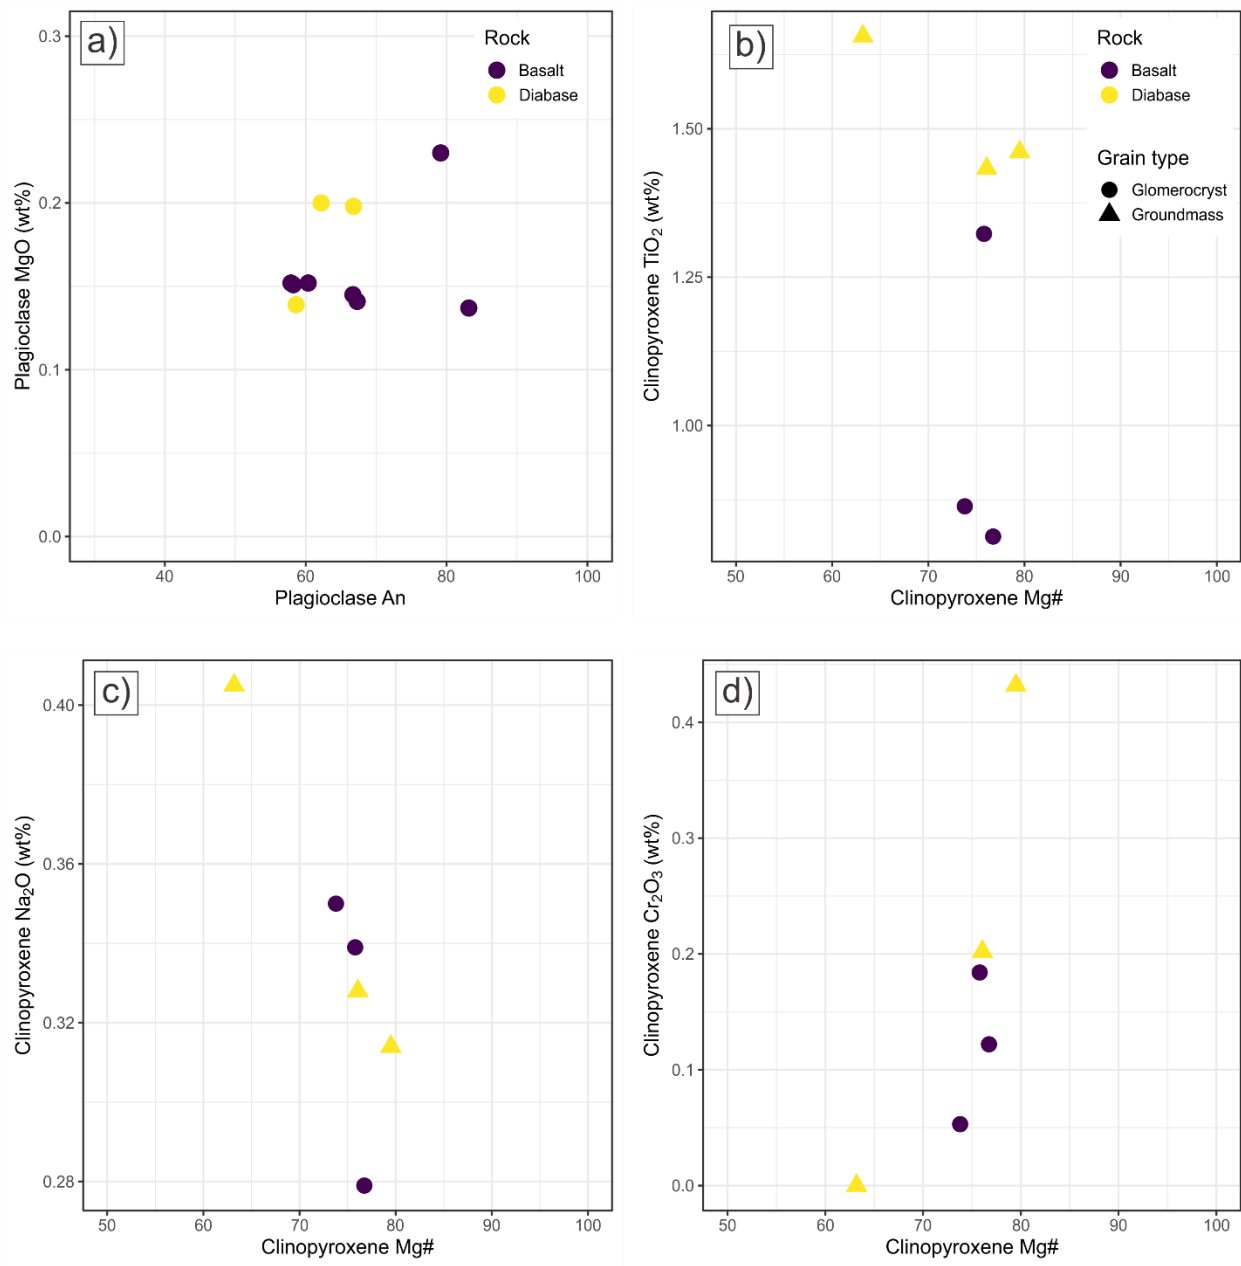 a)
Rock
Basalt
Diabase
0.3
0.2
0.1
0.0
Plagioclase MgO (wt%)
40 60 80 100
Plagioclase An
b)
Rock
Basalt
Diabase
Grain type
Glomerocryst
Groundmass
1.50
1.25
1.00
Clinopyroxene TiO₂ (wt%)
50 60 70 80 90 100
Clinopyroxene Mg#
c)
0.40
0.36
0.32
0.28
Clinopyroxene Na₂O (wt%)
50 60 70 80 90 100
Clinopyroxene Mg#
d)
0.4
0.3
0.2
0.1
0.0
Clinopyroxene Cr₂O₃ (wt%)
50 60 70 80 90 100
Clinopyroxene Mg#